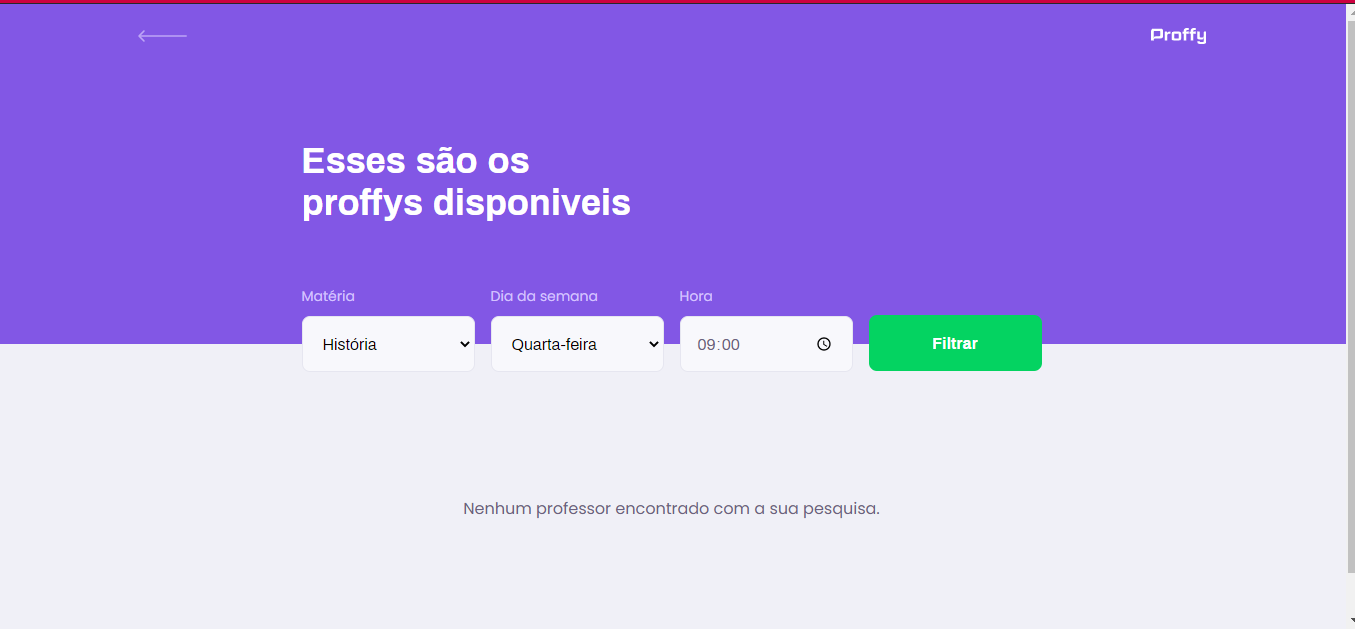 Proffy
Esses são os
proffys disponiveis
Matéria
Dia da semana
Hora
História
Quarta-feira
09:00
Filtrar
Nenhum professor encontrado com a sua pesquisa.